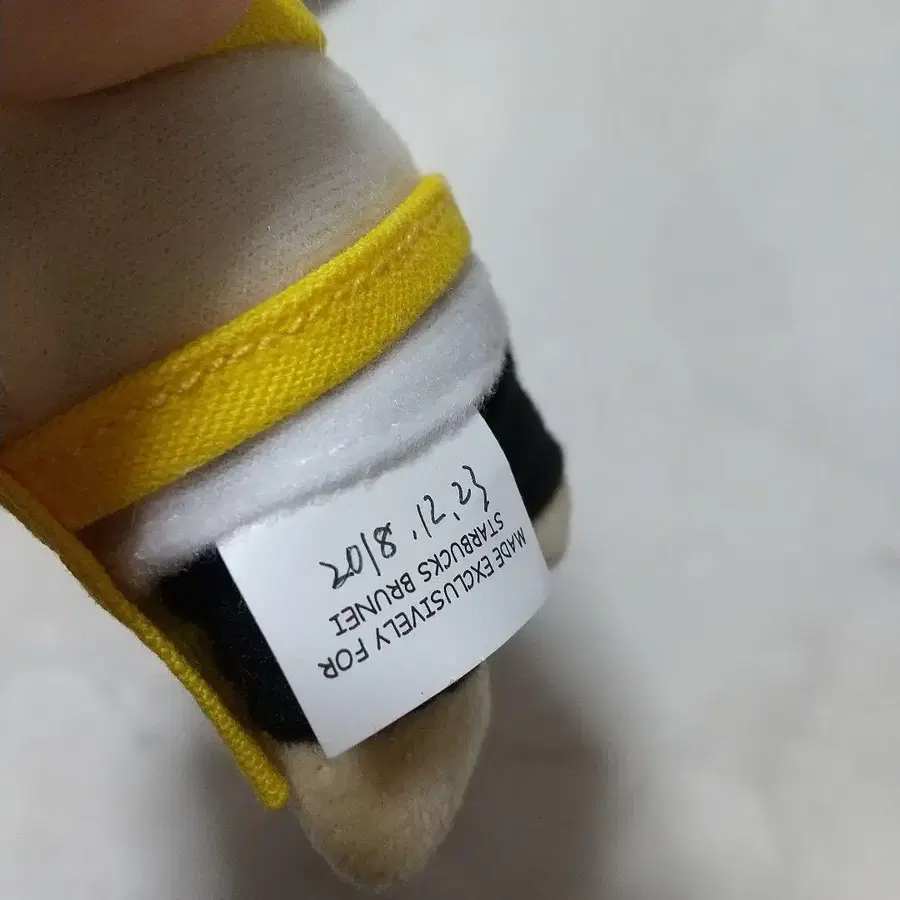 2018.12.23
MADE EXCLUSIVELY FOR
STARBUCKS BRUNEI